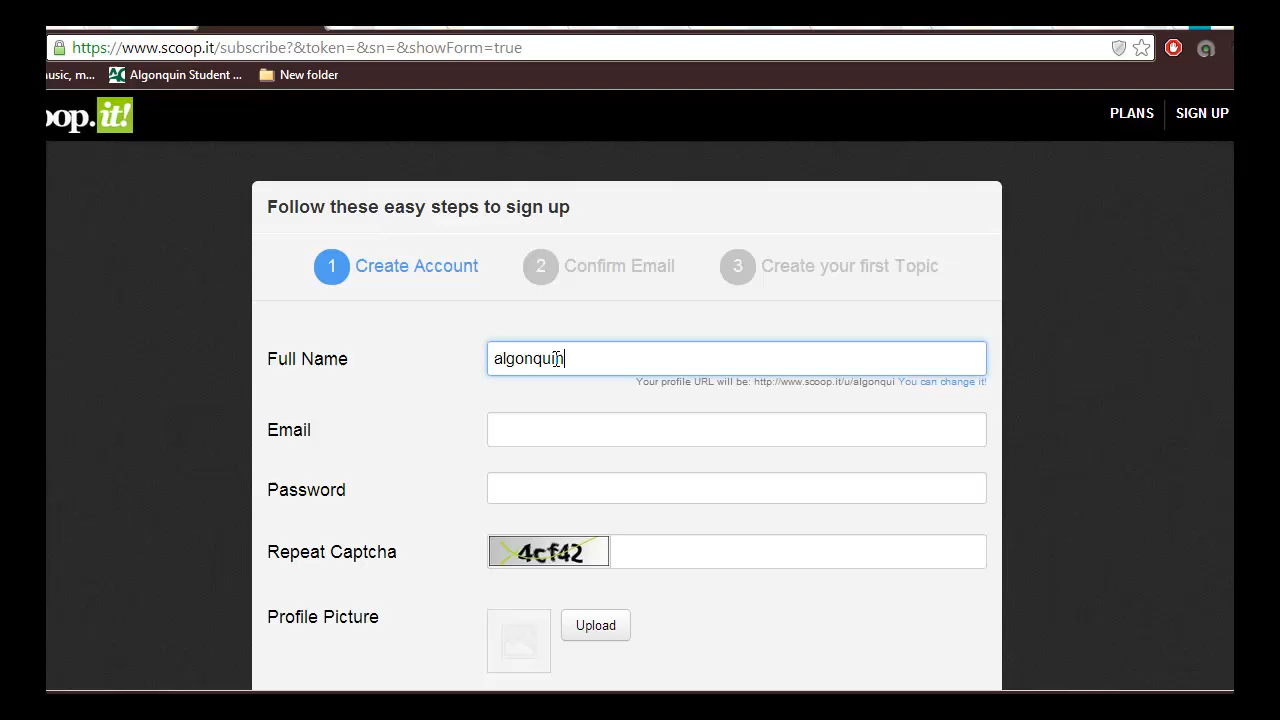 https://www.scoop.it/subscribe?&token=&sn=&showForm=true
usic, m... Algonquin Student ... New folder
oop.it! PLANS SIGN UP
Follow these easy steps to sign up
1 Create Account 2 Confirm Email 3 Create your first Topic
Full Name algonquin
Your profile URL will be: http://www.scoop.it/u/algonqui You can change it!
Email
Password
Repeat Captcha 4cf42
Profile Picture Upload